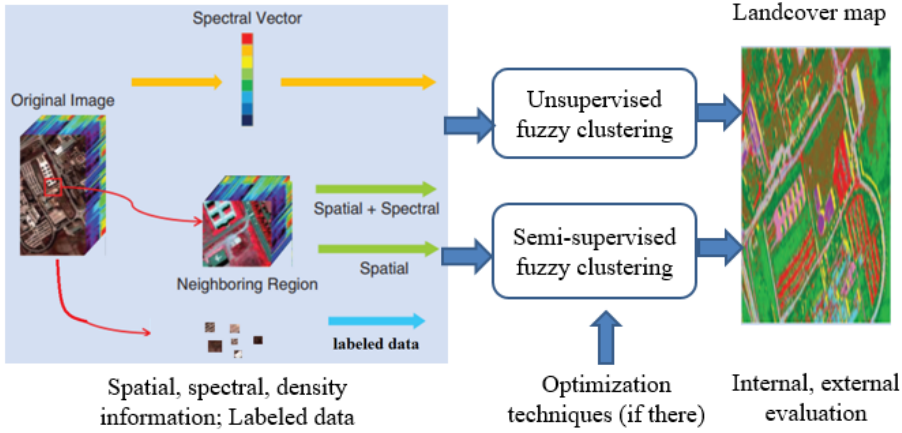 Spectral Vector
Landcover map
Original Image
Unsupervised
fuzzy clustering
Spatial + Spectral
Semi-supervised
fuzzy clustering
Spatial
Neighboring Region
labeled data
Spatial, spectral, density
information; Labeled data
Optimization
techniques (if there)
Internal, external
evaluation